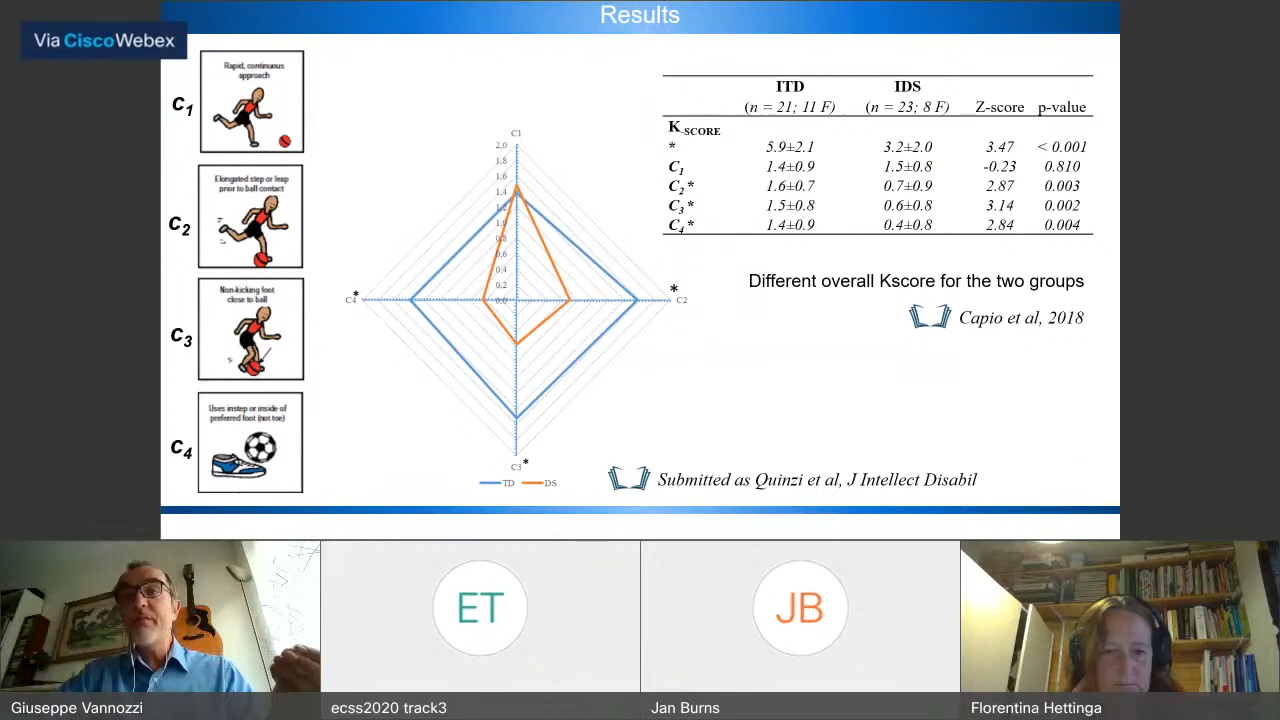 Results
Via Cisco Webex
C1
Rapid, continuous
approach
C2
Elongated step or leap
prior to ball contact
C3
Non-kicking foot
close to ball
C4
Uses instep or inside of
preferred foot (not toe)
C1
2,0
1,8
1,6
1,4
1,2
1,0
0,8
0,6
0,4
0,2
0,0
C4 *
* C2
C3 *
TD DS
ITD IDS
(n = 21; 11 F) (n = 23; 8 F) Z-score p-value
K-SCORE
* 5.9±2.1 3.2±2.0 3.47 < 0.001
C1 1.4±0.9 1.5±0.8 -0.23 0.810
C2 * 1.6±0.7 0.7±0.9 2.87 0.003
C3 * 1.5±0.8 0.6±0.8 3.14 0.002
C4 * 1.4±0.9 0.4±0.8 2.84 0.004
Different overall Kscore for the two groups
Capio et al, 2018
Submitted as Quinzi et al, J Intellect Disabil
ET
JB
Giuseppe Vannozzi
ecss2020 track3
Jan Burns
Florentina Hettinga